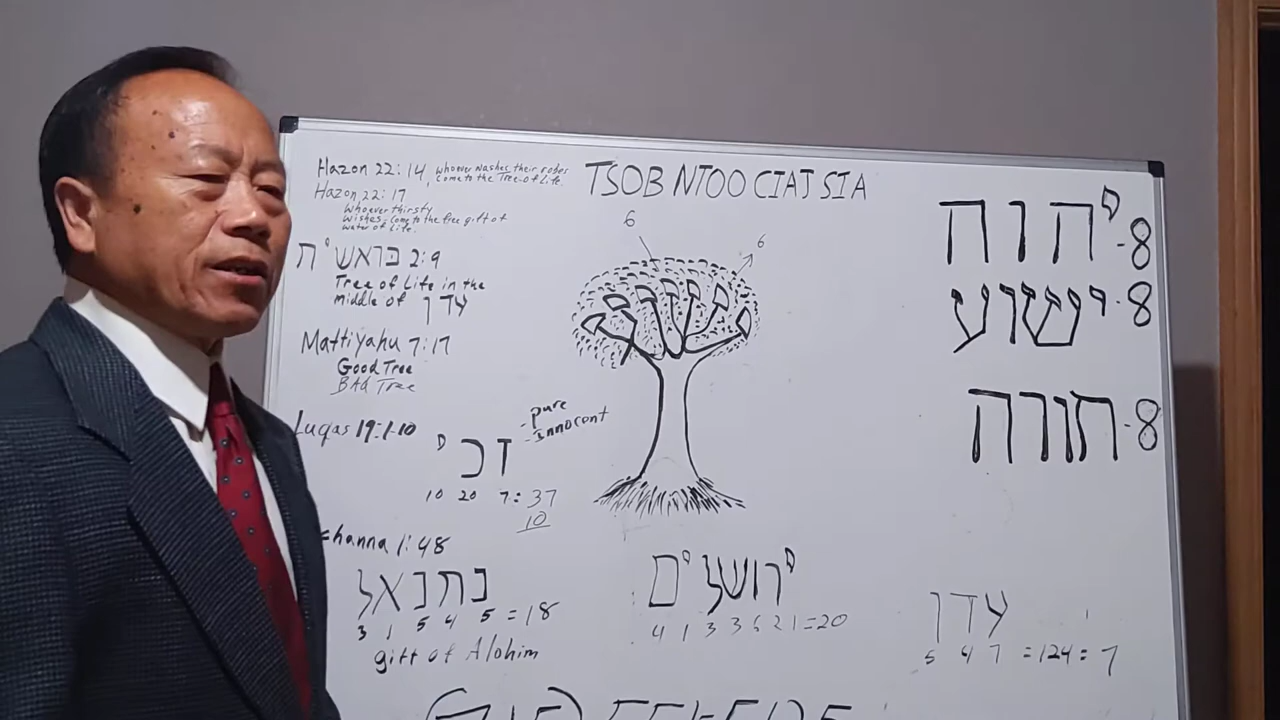 Hazon 22:14, whoever washes their robes
come to the Tree of Life.
Hazon 22:17
Whoever thirsty
wishes come to the free gift of
water of life.
בראשית 2:9
Tree of Life in the
middle of עדן
Mattiyahu 7:17
Good Tree
BAd Tree
Luqas 19:1-10
זכי
- pure
- innocent
10 20 7 = 37
10
hanna 1:48
נתנאל
3 1 5 4 5 = 18
gift of Alohim
TSOB NTOO CIAJ SIA
6
6
ירושלים
4 1 3 3 6 2 1 = 20
יהוה - 8
ישוע - 8
תורה - 8
עדן
5 4 7 = 124 = 7